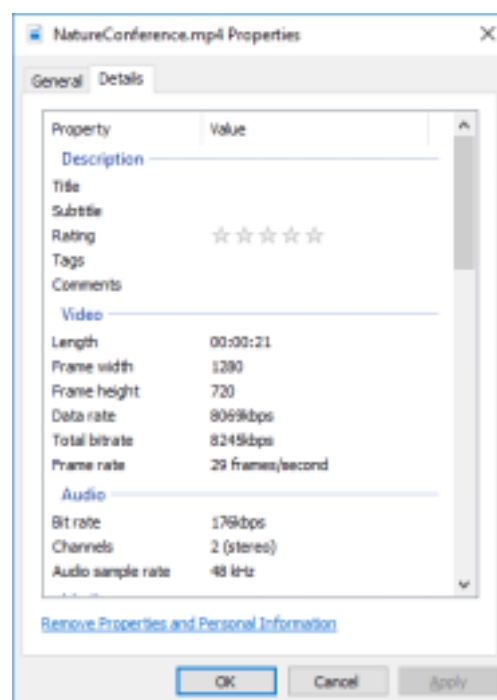 NatureConference.mp4 Properties
General Details
Property Value
Description
Title
Subtitle
Rating
Tags
Comments
Video
Length 00:00:21
Frame width 1280
Frame height 720
Data rate 8069kbps
Total bitrate 8245kbps
Frame rate 29 frames/second
Audio
Bit rate 176kbps
Channels 2 (stereo)
Audio sample rate 48 kHz
Remove Properties and Personal Information
OK Cancel Apply